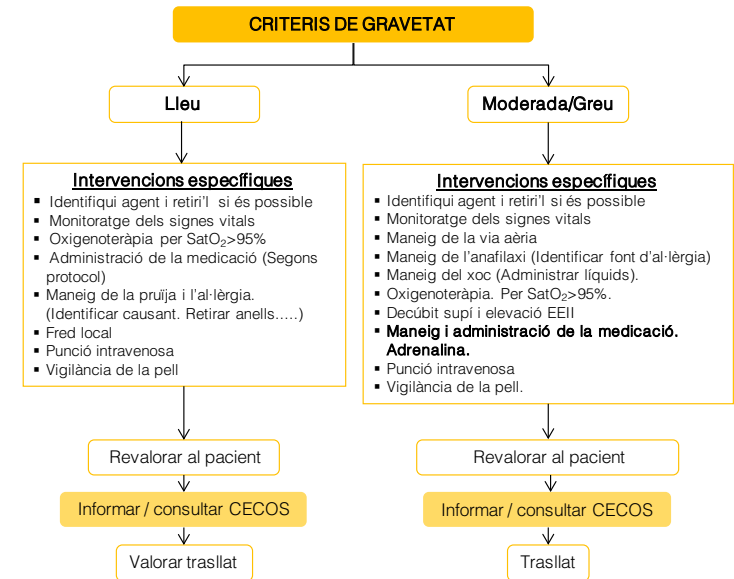 CRITERIS DE GRAVETAT
Lleu
Intervencions específiques
▪ Identifiqui agent i retiri'l si és possible
▪ Monitoratge dels signes vitals
▪ Oxigenoteràpia per SatO₂>95%
▪ Administració de la medicació (Segons
protocol)
▪ Maneig de la pruïja i l'al·lèrgia.
(Identificar causant. Retirar anells.....)
▪ Fred local
▪ Punció intravenosa
▪ Vigilància de la pell
Revalorar al pacient
Informar / consultar CECOS
Valorar trasllat
Moderada/Greu
Intervencions específiques
▪ Identifiqui agent i retiri'l si és possible
▪ Monitoratge dels signes vitals
▪ Maneig de la via aèria
▪ Maneig de l'anafilaxi (Identificar font d'al·lèrgia)
▪ Maneig del xoc (Administrar líquids).
▪ Oxigenoteràpia. Per SatO₂>95%.
▪ Decúbit supí i elevació EEII
▪ Maneig i administració de la medicació.
Adrenalina.
▪ Punció intravenosa
▪ Vigilància de la pell.
Revalorar al pacient
Informar / consultar CECOS
Trasllat